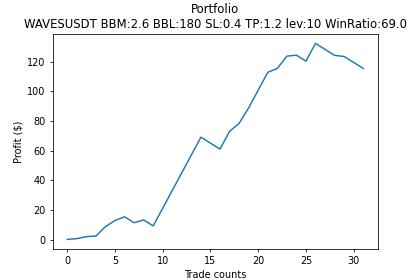 Portfolio
WAVESUSDT BBM:2.6 BBL:180 SL:0.4 TP:1.2 lev:10 WinRatio:69.0
120
100
80
60
40
20
0
Profit ($)
0 5 10 15 20 25 30
Trade counts